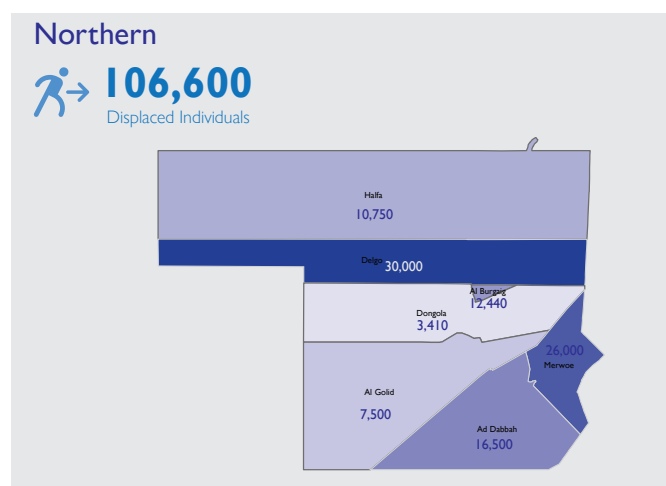 Northern
106,600
Displaced Individuals
Halfa
10,750
Delgo 30,000
Al Burgaig
12,440
Dongola
3,410
26,000
Merwoe
Al Golid
7,500
Ad Dabbah
16,500